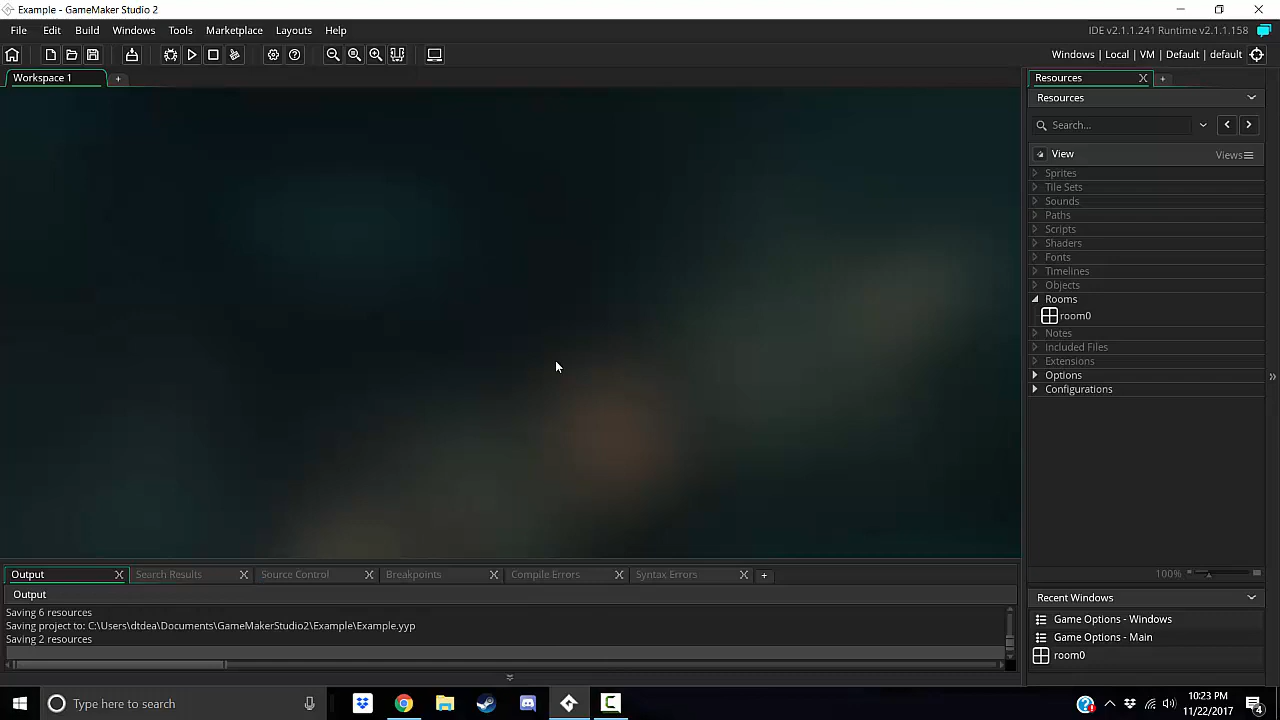 Example - GameMaker Studio 2
File Edit Build Windows Tools Marketplace Layouts Help
IDE v2.1.1.241 Runtime v2.1.1.158
Windows | Local | VM | Default | default
Workspace 1
Resources
Resources
Search...
View Views
Sprites
Tile Sets
Sounds
Paths
Scripts
Shaders
Fonts
Timelines
Objects
Rooms
room0
Notes
Included Files
Extensions
Options
Configurations
100%
Output Search Results Source Control Breakpoints Compile Errors Syntax Errors
Output
Saving 6 resources
Saving project to: C:\Users\dtdea\Documents\GameMakerStudio2\Example\Example.yyp
Saving 2 resources
Recent Windows
Game Options - Windows
Game Options - Main
room0
Type here to search
10:23 PM
11/22/2017
4